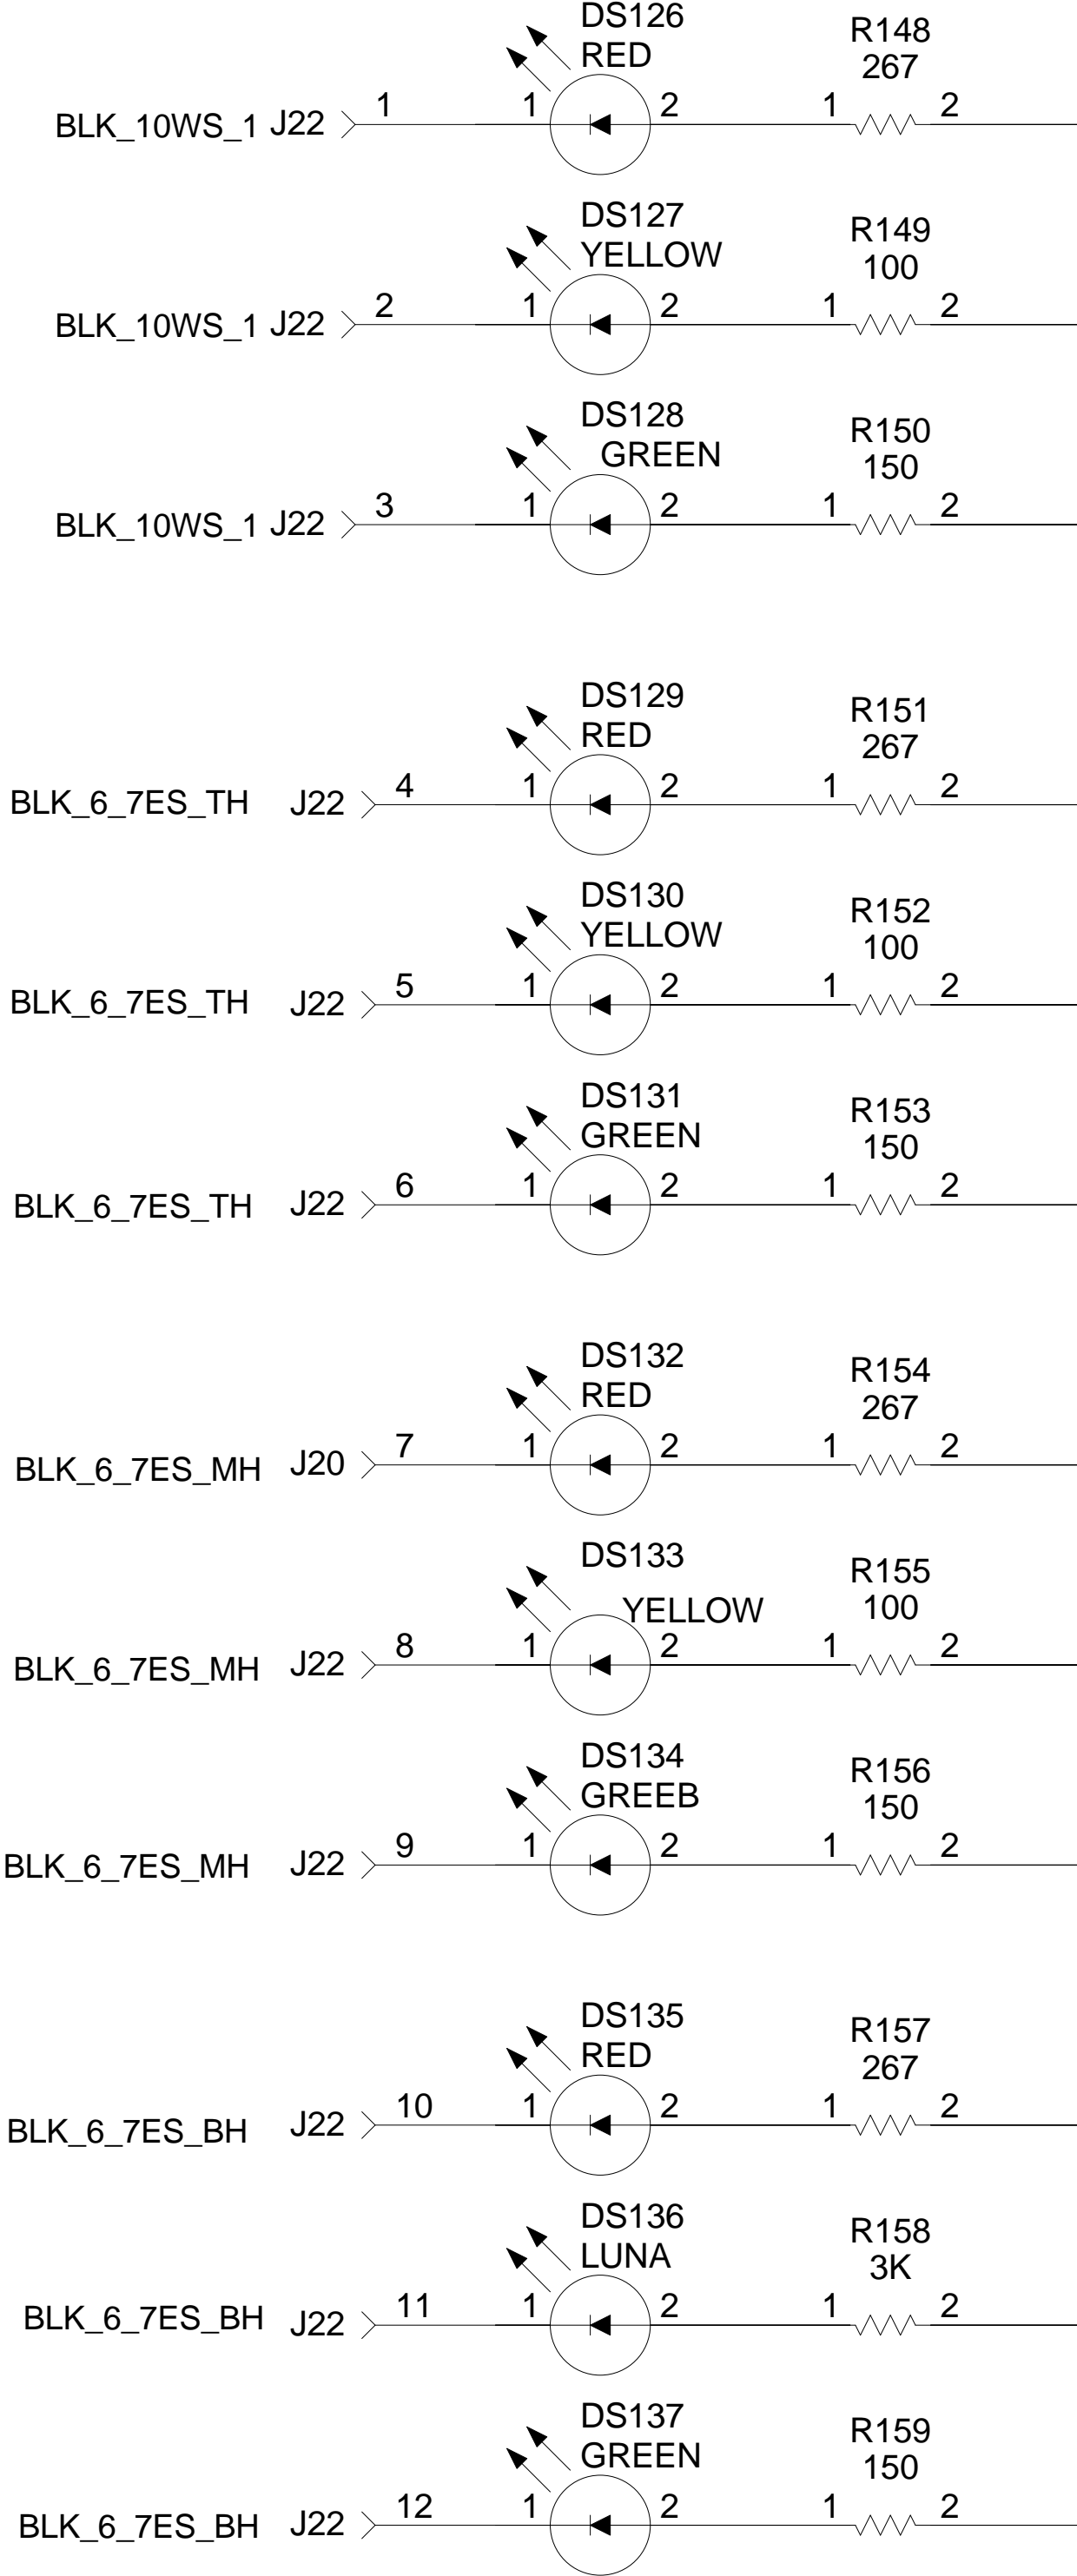 DS126
RED
R148
267
BLK_10WS_1 J22 1 1 2 1 2
DS127
YELLOW
R149
100
BLK_10WS_1 J22 2 1 2 1 2
DS128
GREEN
R150
150
BLK_10WS_1 J22 3 1 2 1 2
DS129
RED
R151
267
BLK_6_7ES_TH J22 4 1 2 1 2
DS130
YELLOW
R152
100
BLK_6_7ES_TH J22 5 1 2 1 2
DS131
GREEN
R153
150
BLK_6_7ES_TH J22 6 1 2 1 2
DS132
RED
R154
267
BLK_6_7ES_MH J20 7 1 2 1 2
DS133
YELLOW
R155
100
BLK_6_7ES_MH J22 8 1 2 1 2
DS134
GREEB
R156
150
BLK_6_7ES_MH J22 9 1 2 1 2
DS135
RED
R157
267
BLK_6_7ES_BH J22 10 1 2 1 2
DS136
LUNA
R158
3K
BLK_6_7ES_BH J22 11 1 2 1 2
DS137
GREEN
R159
150
BLK_6_7ES_BH J22 12 1 2 1 2